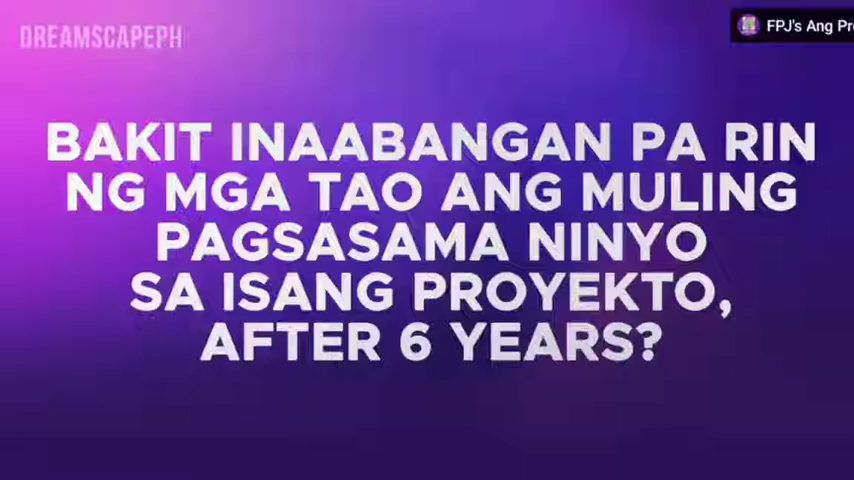 DREAMSCAPEPH
FPJ's Ang
BAKIT INAABANGAN PA RIN
NG MGA TAO ANG MULING
PAGSASAMA NINYO
SA ISANG PROYEKTO,
AFTER 6 YEARS?